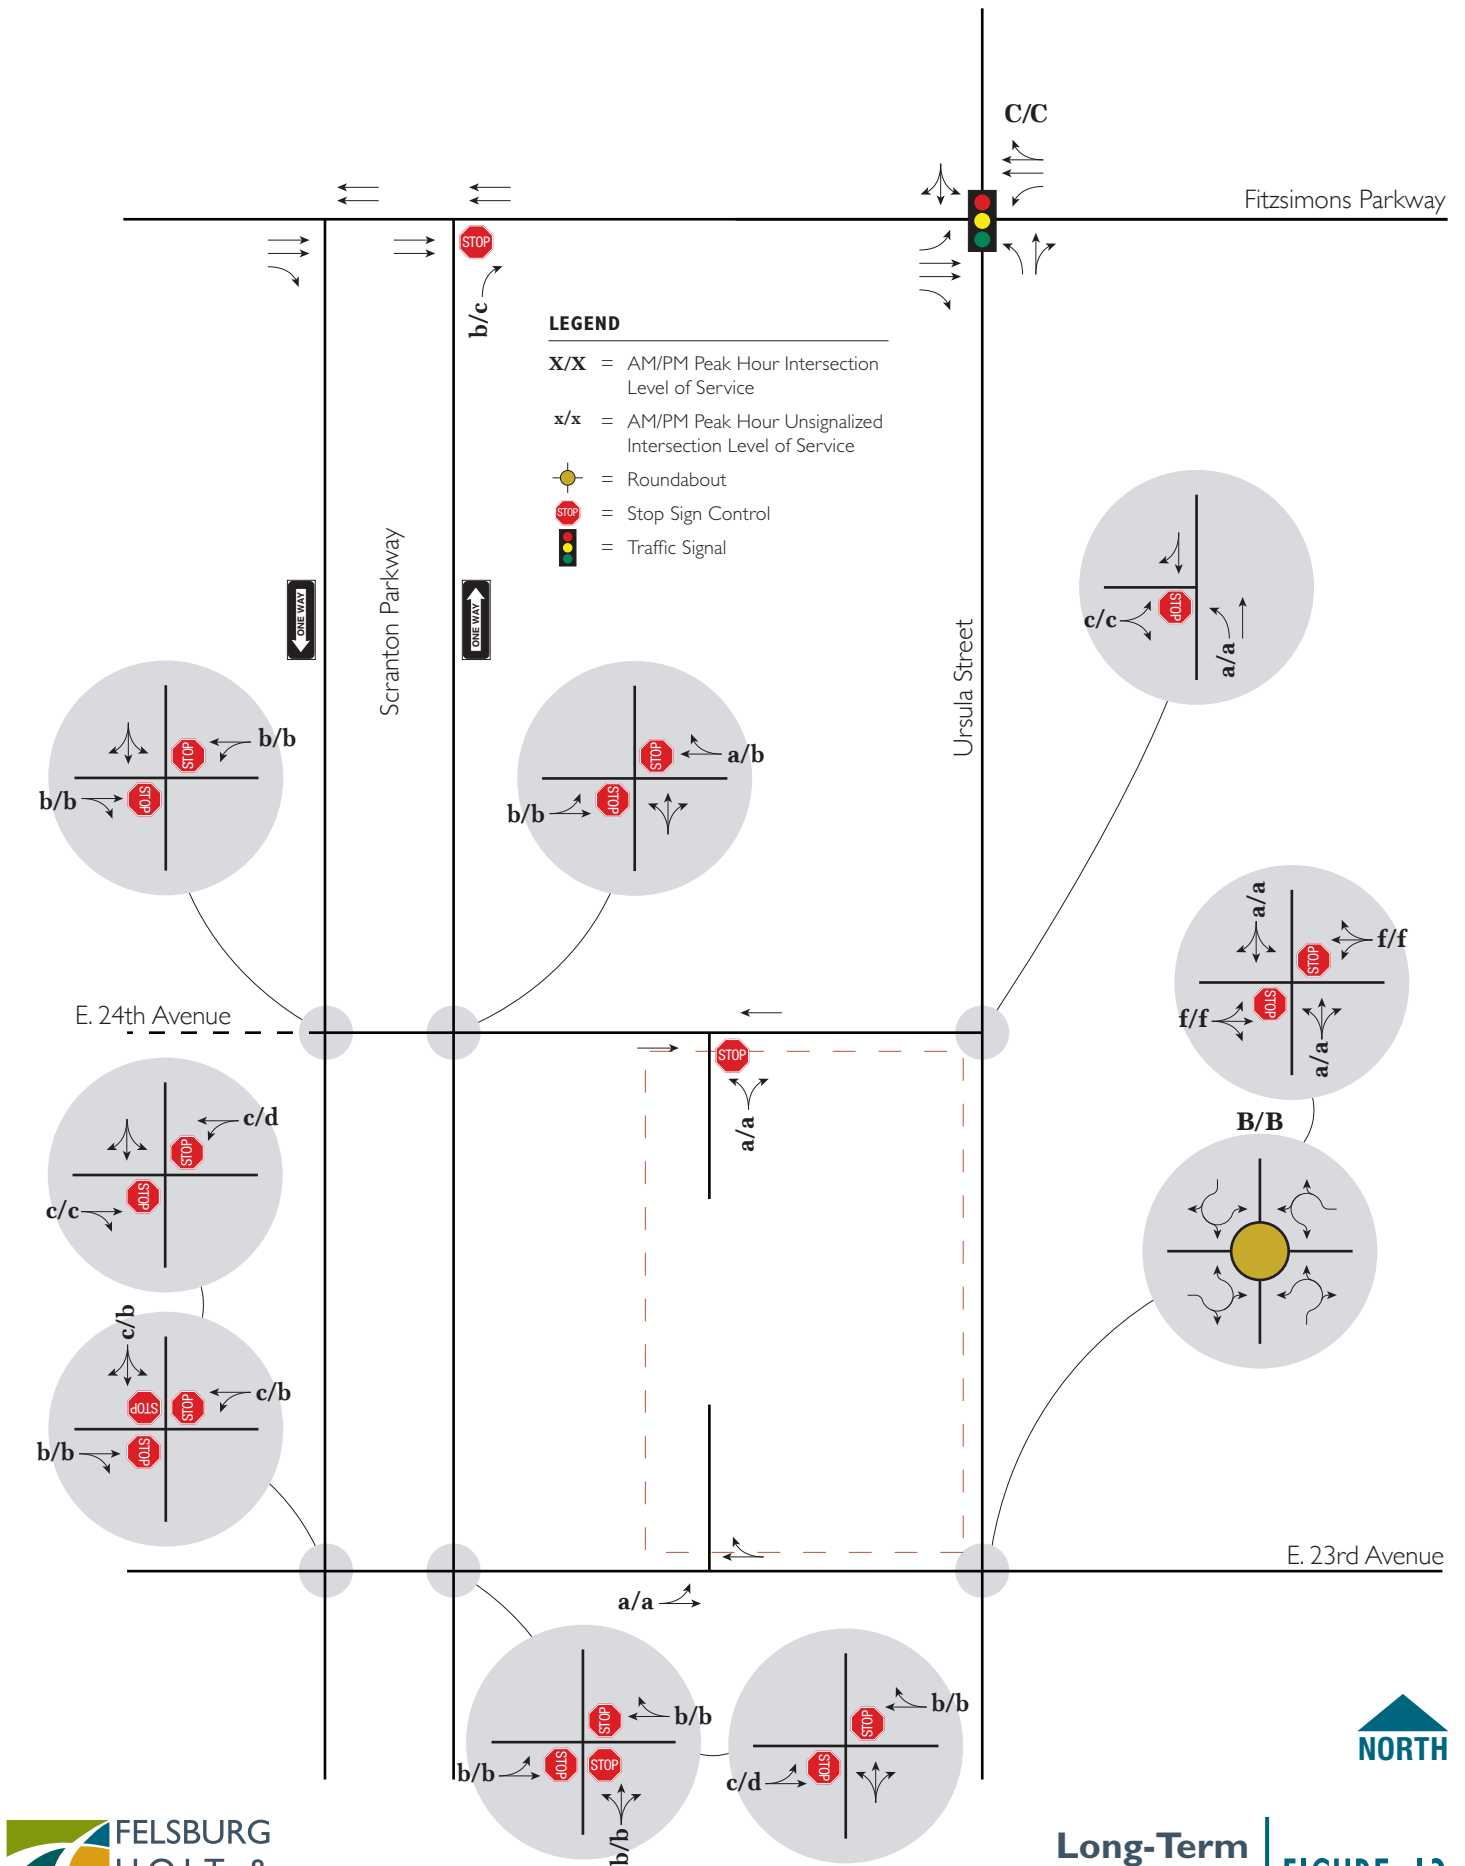 C/C
Fitzsimons Parkway
STOP
b/c
LEGEND
X/X = AM/PM Peak Hour Intersection
Level of Service
x/x = AM/PM Peak Hour Unsignalized
Intersection Level of Service
= Roundabout
STOP = Stop Sign Control
= Traffic Signal
Scranton Parkway
ONE WAY
ONE WAY
Ursula Street
c/c
STOP
a/a
b/b
STOP
b/b
STOP
a/b
STOP
b/b
STOP
a/a
f/f
STOP
f/f
STOP
a/a
E. 24th Avenue
STOP
a/a
B/B
c/d
STOP
c/c
STOP
c/b
c/b
STOP
STOP
b/b
STOP
E. 23rd Avenue
a/a
b/b
STOP
b/b
STOP
STOP
b/b
b/b
STOP
c/d
STOP
NORTH
FELSBURG
Long-Term